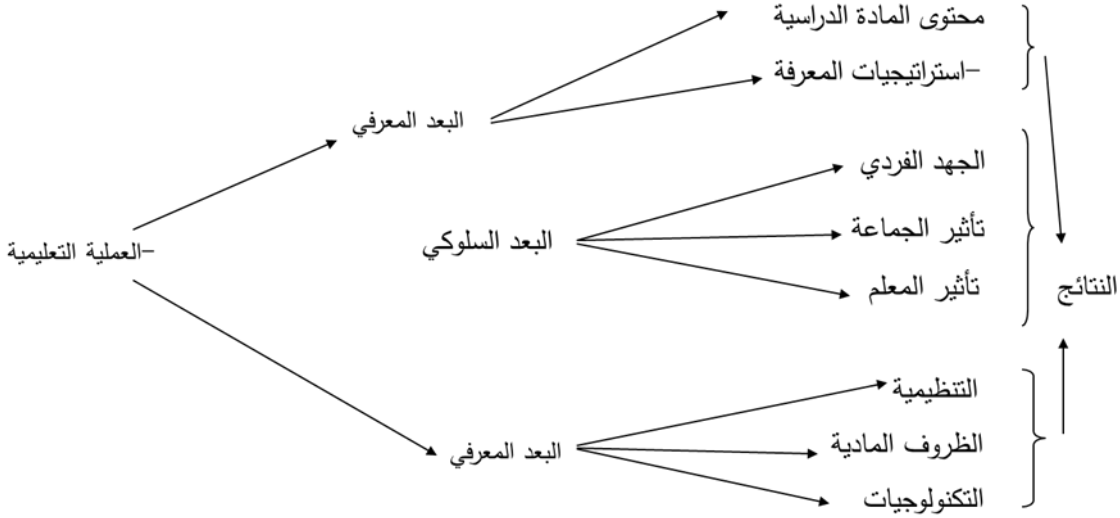 محتوى المادة الدراسية
-استراتيجيات المعرفة
البعد المعرفي
الجهد الفردي
تأثير الجماعة
البعد السلوكي
-العملية التعليمية
تأثير المعلم
النتائج
التنظيمية
الظروف المادية
البعد المعرفي
التكنولوجيات